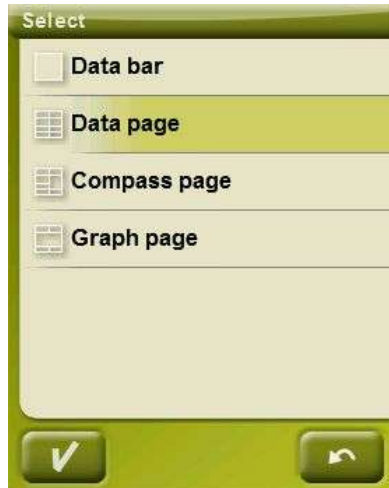 Select
Data bar
Data page
Compass page
Graph page